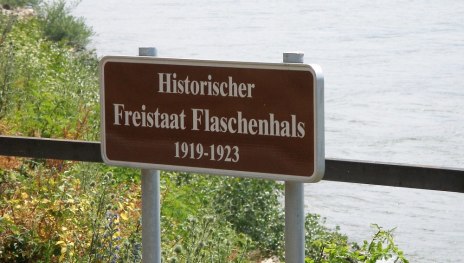 Historischer
Freistaat Flaschenhals
1919-1923